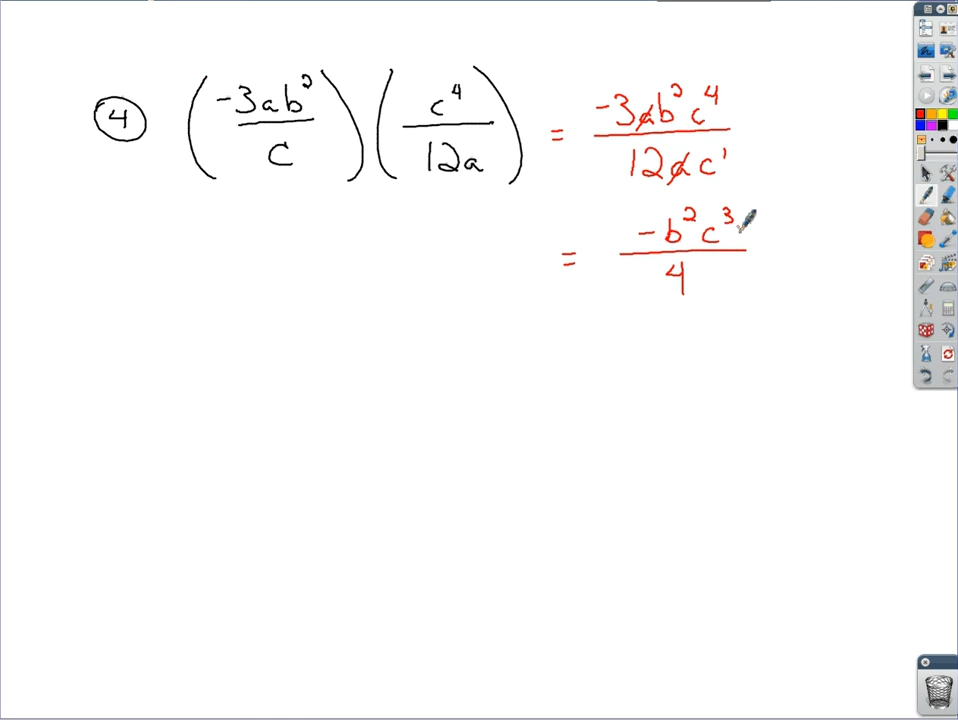 ④ (-3ab²/c)(c⁴/12a) = -3ab²c⁴/12ac¹
= -b²c³/4